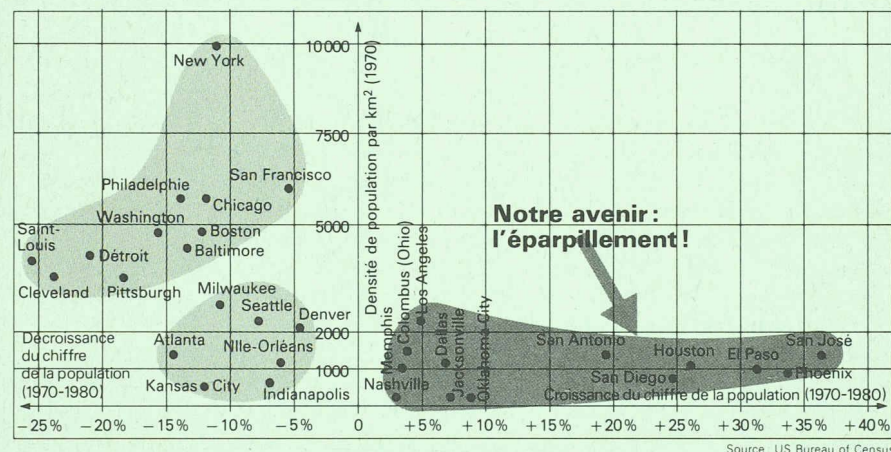 10000
7500
5000
2000
1000
Densité de population par km² (1970)
New York
San Francisco
Philadelphie
Chicago
Washington
Boston
Saint-
Louis
Détroit
Baltimore
Cleveland
Pittsburgh
Milwaukee
Seattle
Denver
Atlanta
Nlle-Orléans
Kansas City
Indianapolis
Décroissance
du chiffre
de la population
(1970-1980)
Notre avenir:
l'éparpillement!
Memphis
Colombus (Ohio)
Los Angeles
Dallas
Jacksonville
Oklahoma City
Nashville
San Antonio
Houston
San José
El Paso
San Diego
Phoenix
Croissance du chiffre de la population (1970-1980)
-25% -20% -15% -10% -5% 0 +5% +10% +15% +20% +25% +30% +35% +40%
Source: US Bureau of Census